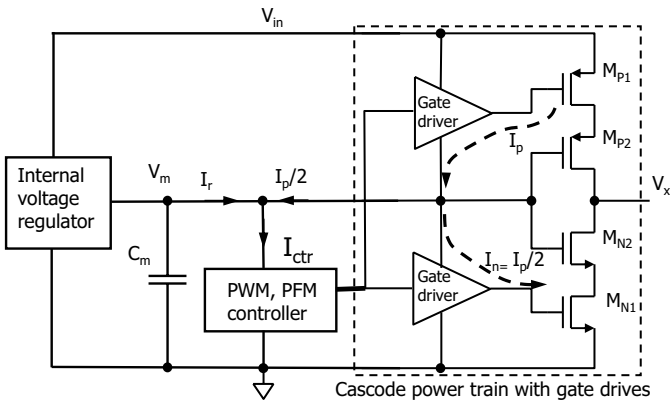 V_in
M_P1
Gate
driver
I_p
M_P2
Internal
voltage
regulator
V_m
I_r
I_p/2
V_x
C_m
I_ctr
I_n= I_p/2
M_N2
Gate
driver
PWM, PFM
controller
M_N1
Cascode power train with gate drives